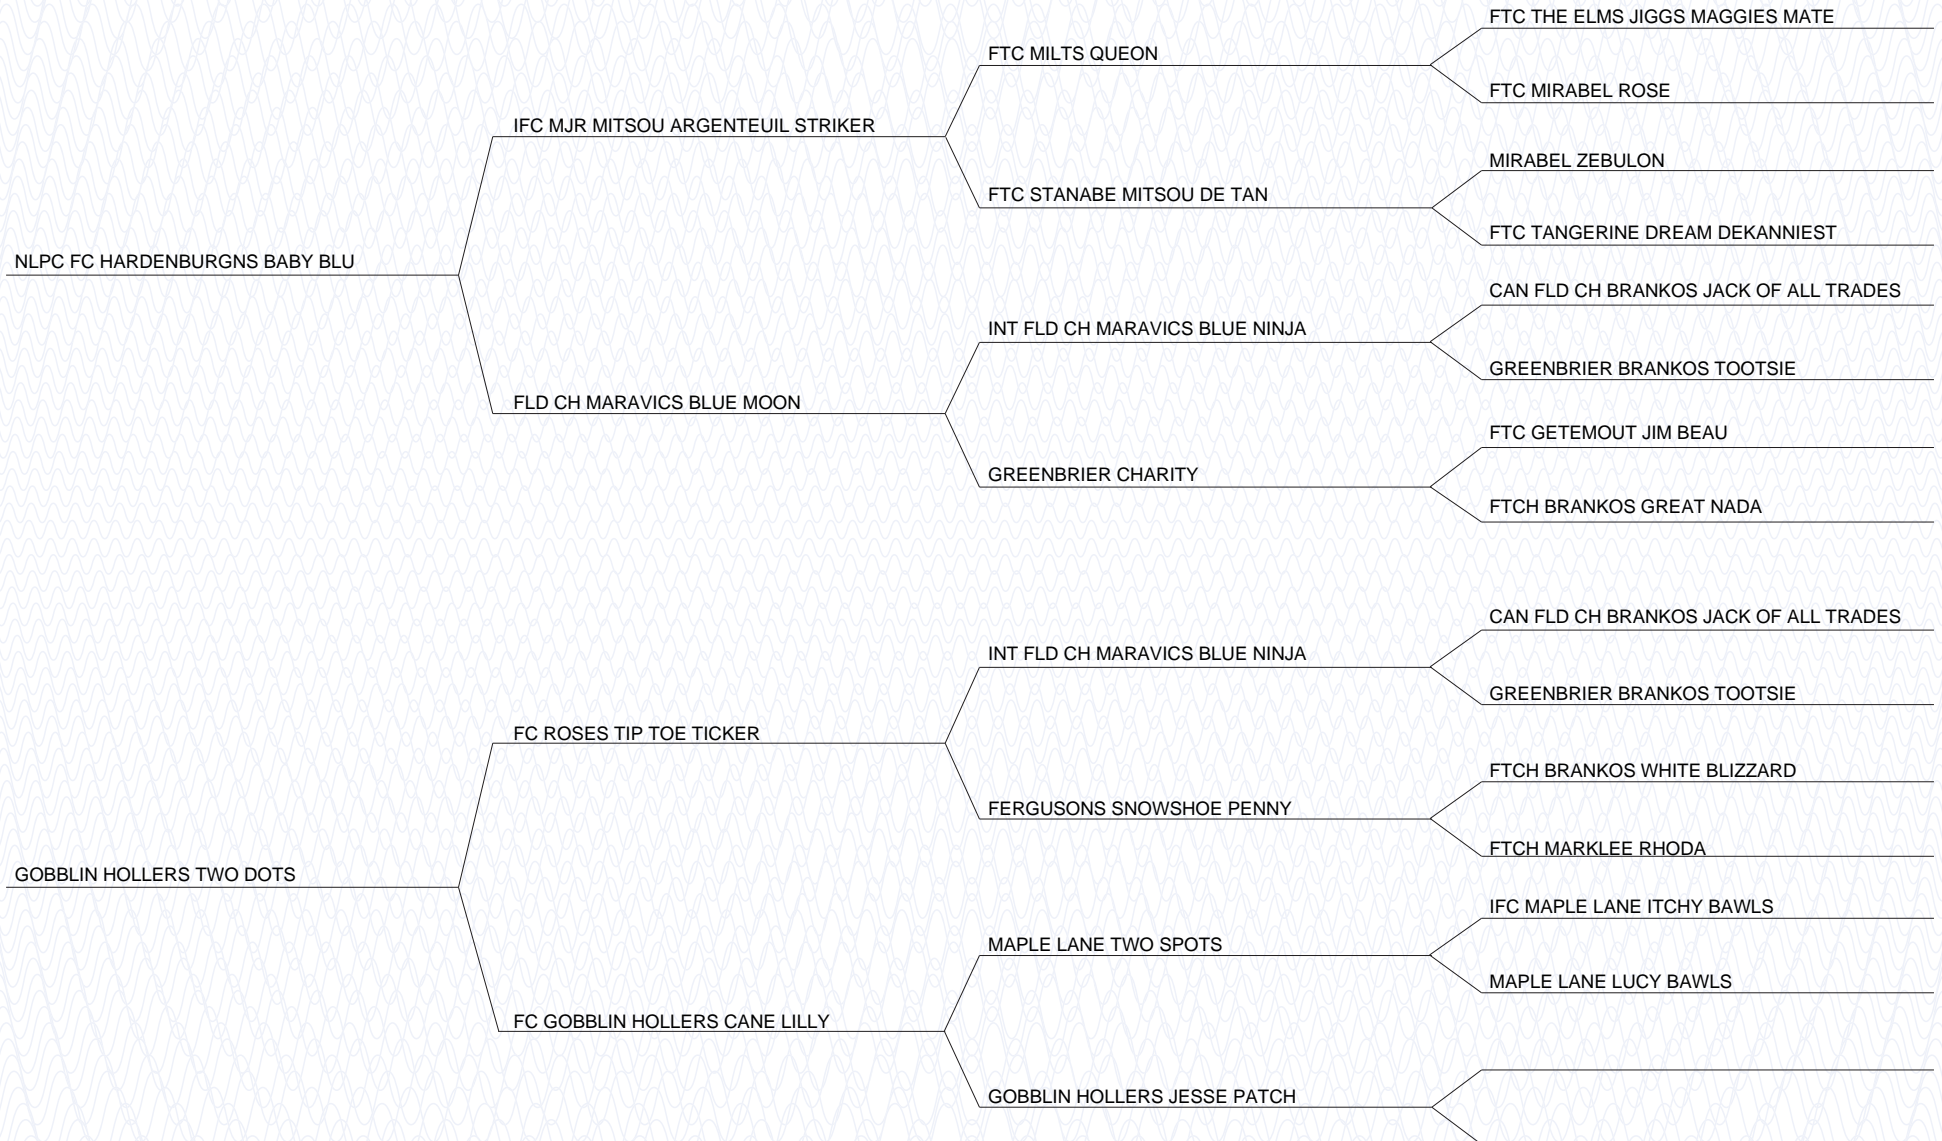 FTC THE ELMS JIGGS MAGGIES MATE
FTC MILTS QUEON
FTC MIRABEL ROSE
IFC MJR MITSOU ARGENTEUIL STRIKER
MIRABEL ZEBULON
FTC STANABE MITSOU DE TAN
FTC TANGERINE DREAM DEKANNIEST
NLPC FC HARDENBURGNS BABY BLU
CAN FLD CH BRANKOS JACK OF ALL TRADES
INT FLD CH MARAVICS BLUE NINJA
GREENBRIER BRANKOS TOOTSIE
FLD CH MARAVICS BLUE MOON
FTC GETEMOUT JIM BEAU
GREENBRIER CHARITY
FTCH BRANKOS GREAT NADA
CAN FLD CH BRANKOS JACK OF ALL TRADES
INT FLD CH MARAVICS BLUE NINJA
GREENBRIER BRANKOS TOOTSIE
FC ROSES TIP TOE TICKER
FTCH BRANKOS WHITE BLIZZARD
FERGUSONS SNOWSHOE PENNY
FTCH MARKLEE RHODA
GOBBLIN HOLLERS TWO DOTS
IFC MAPLE LANE ITCHY BAWLS
MAPLE LANE TWO SPOTS
MAPLE LANE LUCY BAWLS
FC GOBBLIN HOLLERS CANE LILLY
GOBBLIN HOLLERS JESSE PATCH